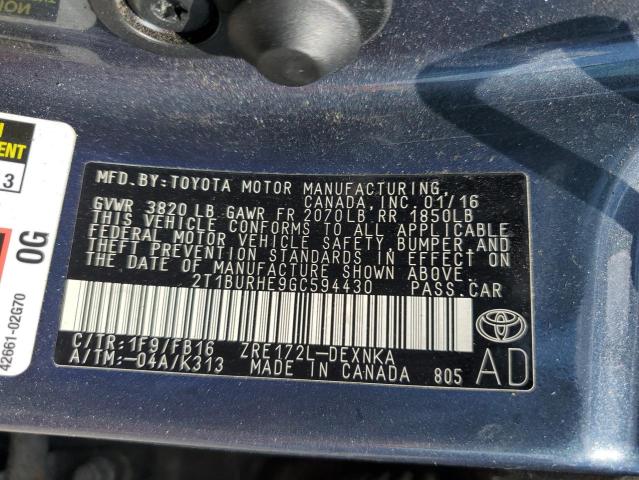 NOI
ENT
3
0G
42661-02G70
MFD.BY:TOYOTA MOTOR MANUFACTURING,
CANADA, INC. 01/16
GVWR 3820 LB GAWR FR 2070LB RR 1850LB
THIS VEHICLE CONFORMS TO ALL APPLICABLE
FEDERAL MOTOR VEHICLE SAFETY, BUMPER AND
THEFT PREVENTION STANDARDS IN EFFECT ON
THE DATE OF MANUFACTURE SHOWN ABOVE.
2T1BURHE9GC594430 PASS.CAR
C/TR:1F9/FB16 ZRE172L-DEXNKA
A/TM:-04A/K313 MADE IN CANADA 805
AD